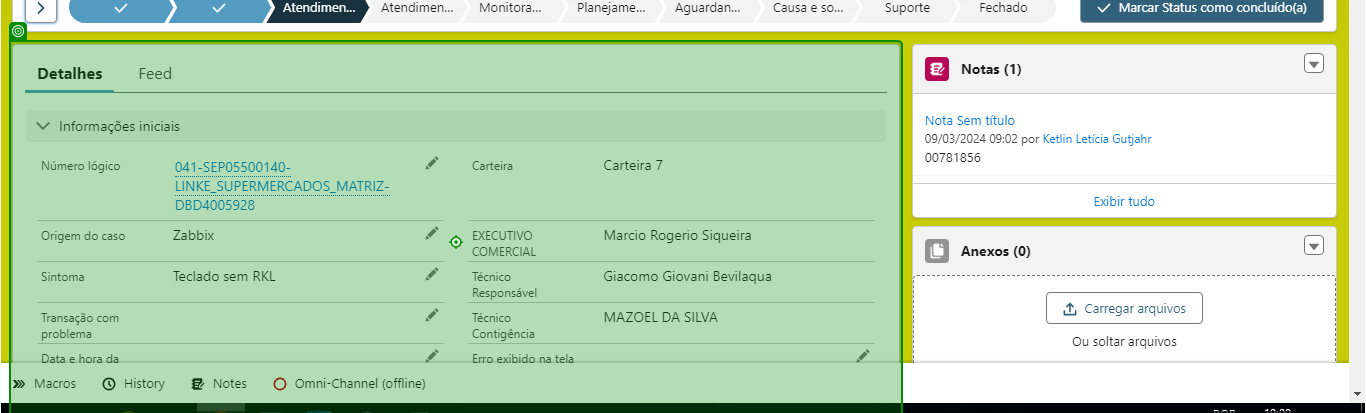 Atendimen...
Atendimen...
Monitora...
Planejame...
Aguardan...
Causa e so...
Suporte
Fechado
Marcar Status como concluído(a)
Detalhes
Feed
Informações iniciais
Número lógico
041-SEP05500140-
LINKE_SUPERMERCADOS_MATRIZ-
DBD4005928
Carteira
Carteira 7
Origem do caso
Zabbix
EXECUTIVO
COMERCIAL
Marcio Rogerio Siqueira
Sintoma
Teclado sem RKL
Técnico
Responsável
Giacomo Giovani Bevilaqua
Transação com
problema
Técnico
Contigência
MAZOEL DA SILVA
Data e hora da
Erro exibido na tela
Notas (1)
Nota Sem título
09/03/2024 09:02 por Ketlin Letícia Gutjahr
00781856
Exibir tudo
Anexos (0)
Carregar arquivos
Ou soltar arquivos
Macros
History
Notes
Omni-Channel (offline)